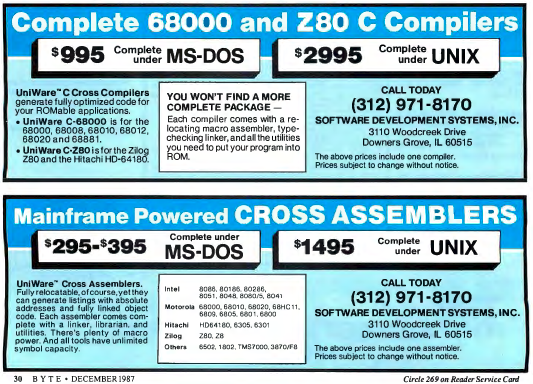 Complete 68000 and Z80 C Compilers
$995 Complete under MS-DOS
$2995 Complete under UNIX
UniWare™ C Cross Compilers
generate fully optimized code for
your ROMable applications.
• UniWare C-68000 is for the
68000, 68008, 68010, 68012,
68020 and 68881.
• UniWare C-Z80 is for the Zilog
Z80 and the Hitachi HD-64180.
YOU WON'T FIND A MORE
COMPLETE PACKAGE —
Each compiler comes with a re-
locating macro assembler, type-
checking linker, and all the utilities
you need to put your program into
ROM.
CALL TODAY
(312) 971-8170
SOFTWARE DEVELOPMENT SYSTEMS, INC.
3110 Woodcreek Drive
Downers Grove, IL 60515
The above prices include one compiler.
Prices subject to change without notice.
Mainframe Powered CROSS ASSEMBLERS
$295-$395 Complete under MS-DOS
$1495 Complete under UNIX
UniWare™ Cross Assemblers.
Fully relocatable, of course, yet they
can generate listings with absolute
addresses and fully linked object
code. Each assembler comes com-
plete with a linker, librarian, and
utilities. There's plenty of macro
power. And all tools have unlimited
symbol capacity.
Intel 8086, 80186, 80286,
8051, 8048, 8080/5, 8041
Motorola 68000, 68010, 68020, 68HC11,
6809, 6805, 6801, 6800
Hitachi HD64180, 6305, 6301
Zilog Z80, Z8
Others 6502, 1802, TMS7000, 3870/F8
CALL TODAY
(312) 971-8170
SOFTWARE DEVELOPMENT SYSTEMS, INC.
3110 Woodcreek Drive
Downers Grove, IL 60515
The above prices include one assembler.
Prices subject to change without notice.
30 BYTE • DECEMBER 1987
Circle 269 on Reader Service Card